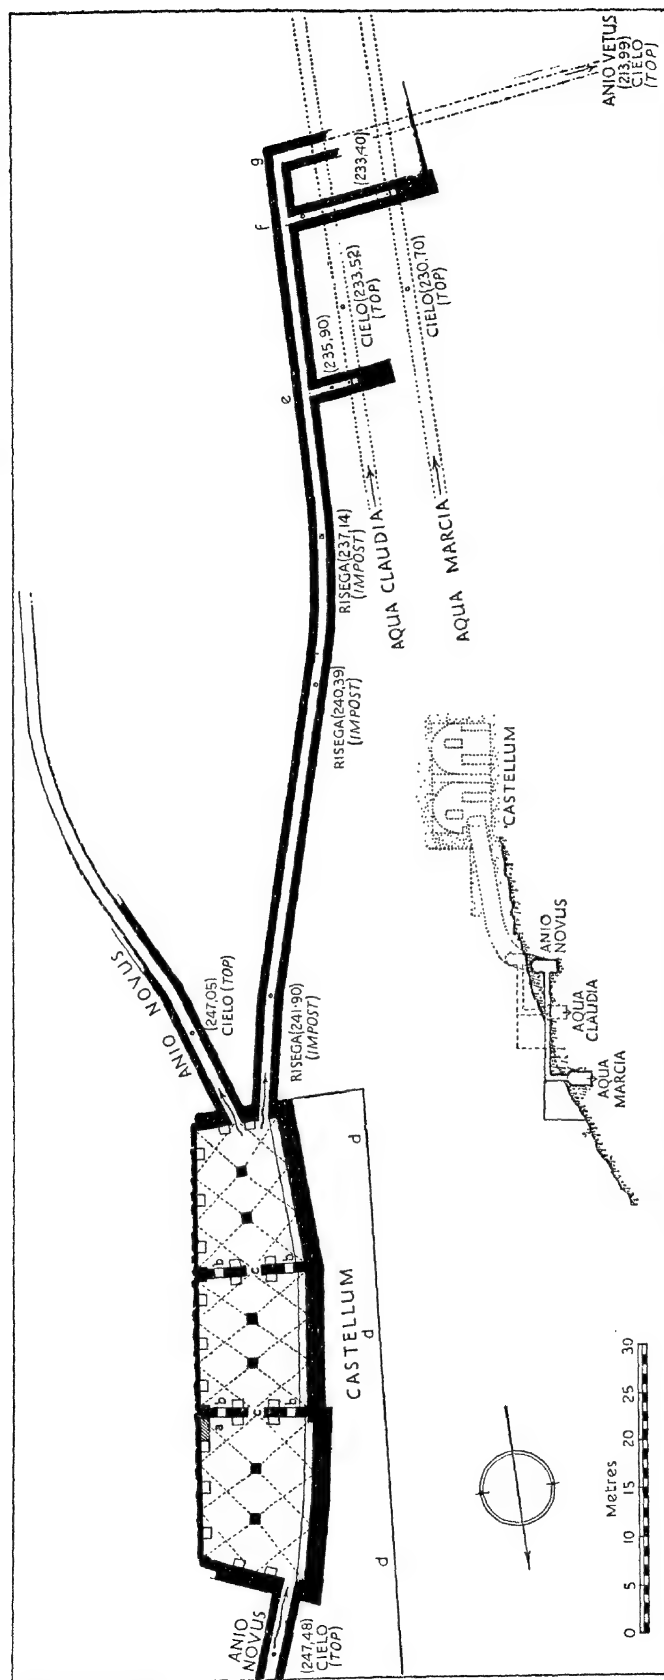 ANIO VETUS
(213,99)
CIELO
(TOP)
g
f
(233,40)
e
(235,90)
CIELO(233,52)
(TOP)
CIELO(230,70)
(TOP)
RISEGA(237,14)
(IMPOST)
AQUA CLAUDIA
AQUA MARCIA
RISEGA(240,39)
(IMPOST)
ANIO NOVUS
(247,05)
CIELO (TOP)
RISEGA(241·90)
(IMPOST)
CASTELLUM
ANIO
NOVUS
AQUA
CLAUDIA
AQUA
MARCIA
b
c
b
b
c
b
a
CASTELLUM
d
d
d
ANIO
NOVUS
(247,48)
CIELO
(TOP)
Metres
0 5 10 15 20 25 30